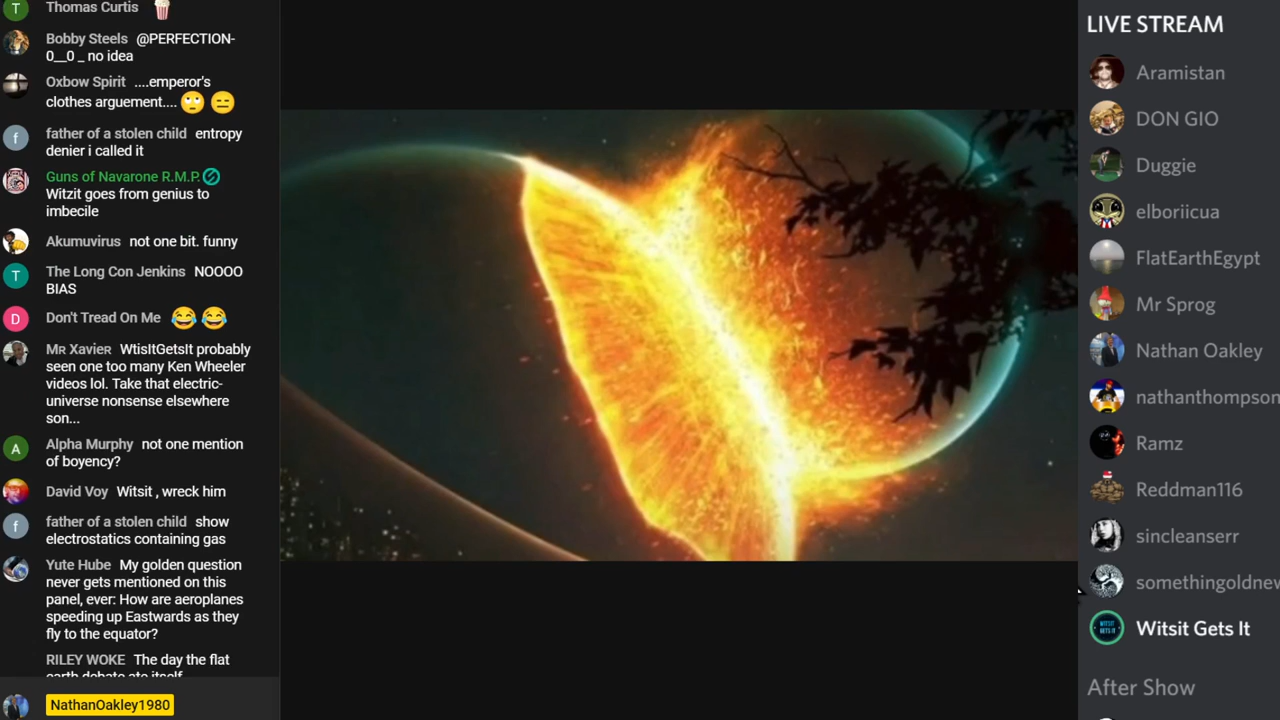 Thomas Curtis
T
Bobby Steels @PERFECTION-
0__0 _ no idea
Oxbow Spirit ....emperor's
clothes arguement....
father of a stolen child entropy
f
denier i called it
Guns of Navarone R.M.P.
Witzit goes from genius to
imbecile
Akumuvirus not one bit. funny
The Long Con Jenkins NOOOO
T
BIAS
Don't Tread On Me
D
Mr Xavier WtisItGetsIt probably
seen one too many Ken Wheeler
videos lol. Take that electric-
universe nonsense elsewhere
son...
Alpha Murphy not one mention
A
of boyency?
David Voy Witsit , wreck him
father of a stolen child show
f
electrostatics containing gas
Yute Hube My golden question
never gets mentioned on this
panel, ever: How are aeroplanes
speeding up Eastwards as they
fly to the equator?
RILEY WOKE The day the flat
earth debate ate itself
NathanOakley1980
LIVE STREAM
Aramistan
DON GIO
Duggie
elboriicua
FlatEarthEgypt
Mr Sprog
Nathan Oakley
nathanthompson
Ramz
Reddman116
sincleanserr
somethingoldnew
WITSIT
GETS IT
Witsit Gets It
After Show